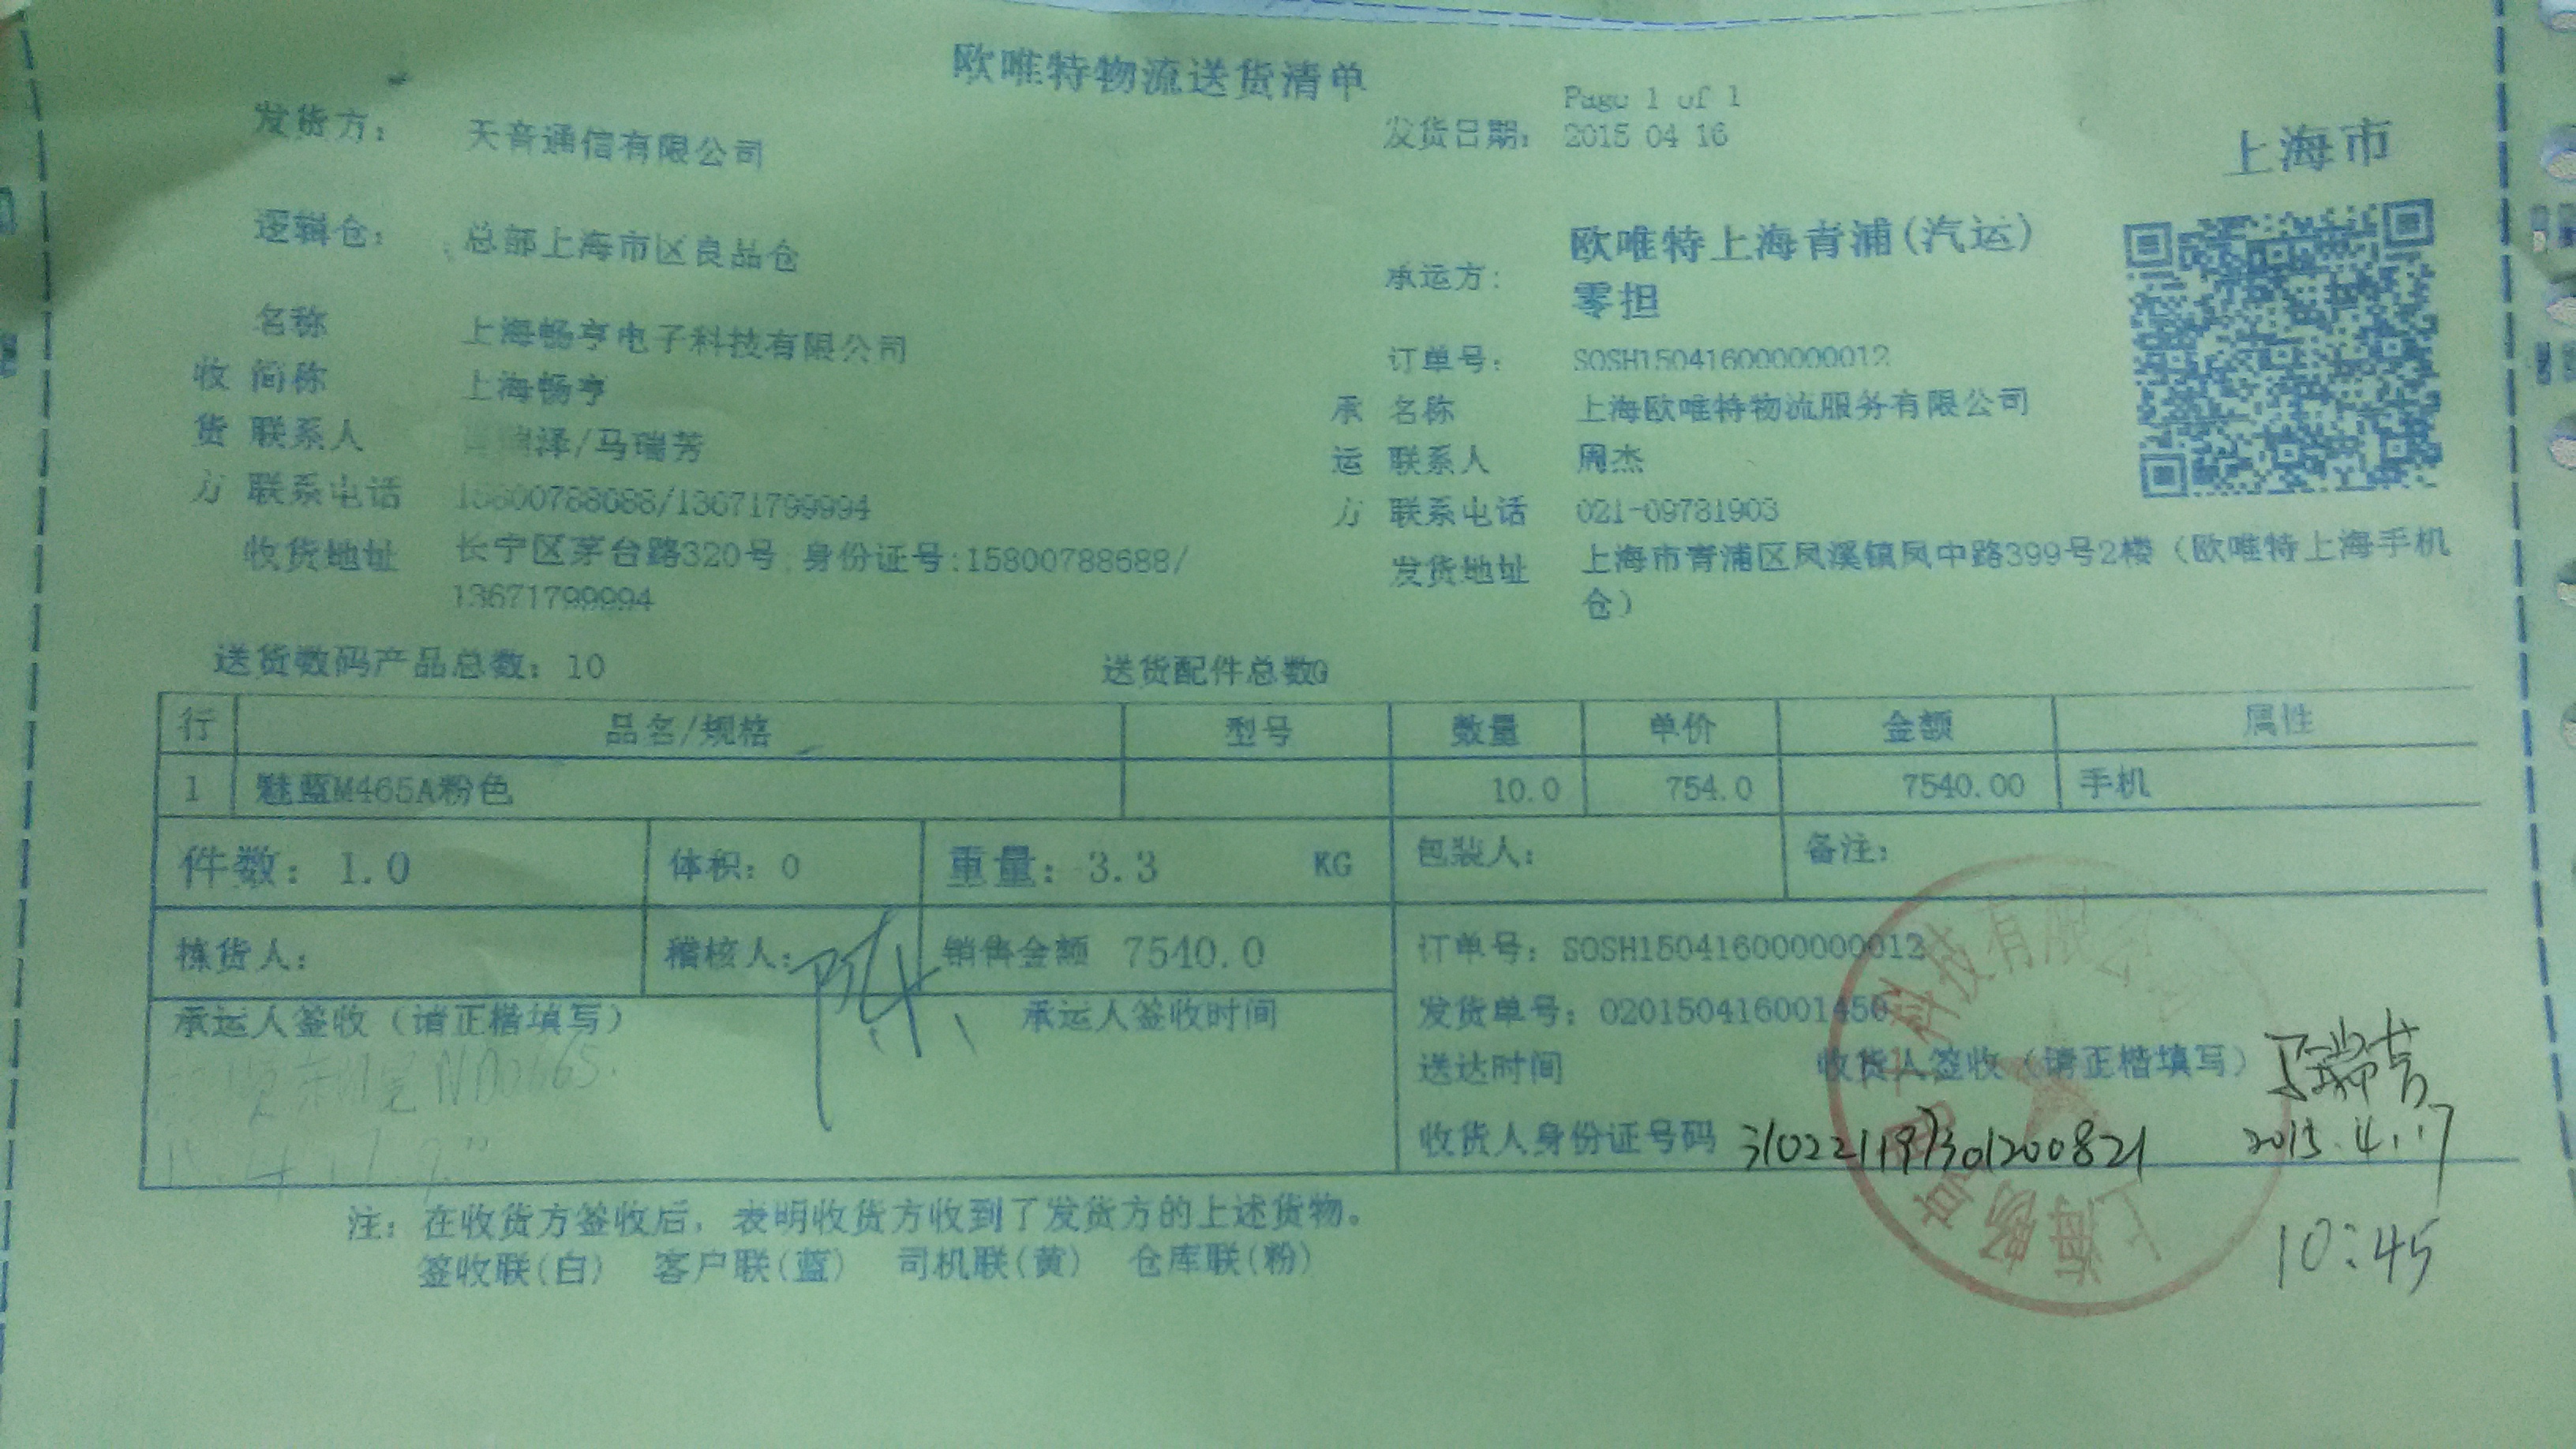 欧唯特物流送货清单
Page 1 of 1
发货方： 天音通信有限公司
发货日期： 2015 04 16
上海市
逻辑仓： 总部上海市区良品仓
承运方： 欧唯特上海青浦(汽运)
零担
名称 上海畅亨电子科技有限公司
订单号： SOSH150416000000012
收 简称 上海畅亨
承 名称 上海欧唯特物流服务有限公司
货 联系人 泽/马瑞芳
运 联系人 周杰
方 联系电话 15800788688/13671799994
方 联系电话 021-69781903
收货地址 长宁区茅台路320号 身份证号:15800788688/
13671799994
发货地址 上海市青浦区凤溪镇凤中路399号2楼（欧唯特上海手机
仓）
送货数码产品总数：10 送货配件总数0
行 品名/规格 型号 数量 单价 金额 属性
1 魅蓝M465A粉色 10.0 754.0 7540.00 手机
件数：1.0 体积：0 重量：3.3 KG 包装人： 备注：
拣货人： 稽核人： 销售金额 7540.0 订单号：SOSH150416000000012
承运人签收（请正楷填写） 承运人签收时间
发货单号：020150416001450
送达时间 收货人签收（请正楷填写） 马瑞芳
收货人身份证号码 310221197301200821 2015.4.17
10:45
注：在收货方签收后，表明收货方收到了发货方的上述货物。
签收联(白) 客户联(蓝) 司机联(黄) 仓库联(粉)